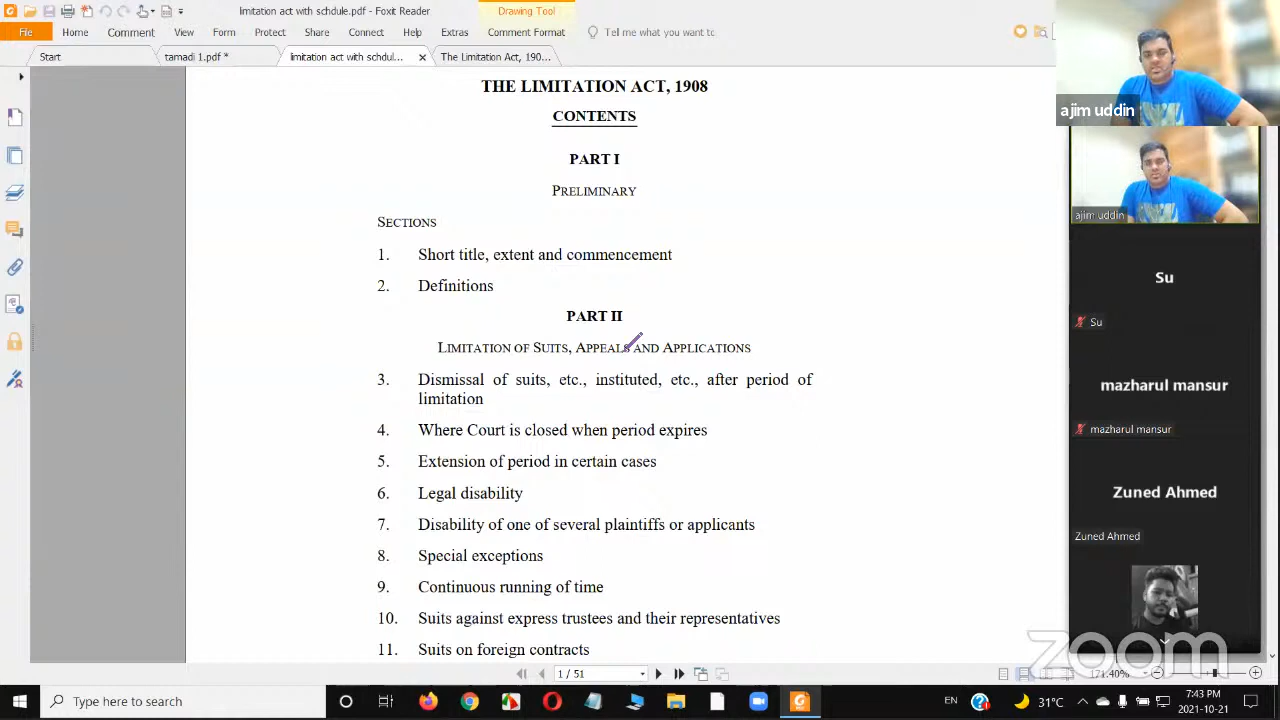 limitation act with schdule.pdf - Foxit Reader
Drawing Tool
File Home Comment View Form Protect Share Connect Help Extras Comment Format Tell me what you want to
Start tamadi 1.pdf * limitation act with schdul... The Limitation Act, 190...
THE LIMITATION ACT, 1908
CONTENTS
PART I
PRELIMINARY
SECTIONS
1. Short title, extent and commencement
2. Definitions
PART II
LIMITATION OF SUITS, APPEALS AND APPLICATIONS
3. Dismissal of suits, etc., instituted, etc., after period of
limitation
4. Where Court is closed when period expires
5. Extension of period in certain cases
6. Legal disability
7. Disability of one of several plaintiffs or applicants
8. Special exceptions
9. Continuous running of time
10. Suits against express trustees and their representatives
11. Suits on foreign contracts
1 / 51
171.40%
ajim uddin
ajim uddin
Su
Su
mazharul mansur
mazharul mansur
Zuned Ahmed
Zuned Ahmed
zoom
Type here to search
EN
31°C
7:43 PM
2021-10-21